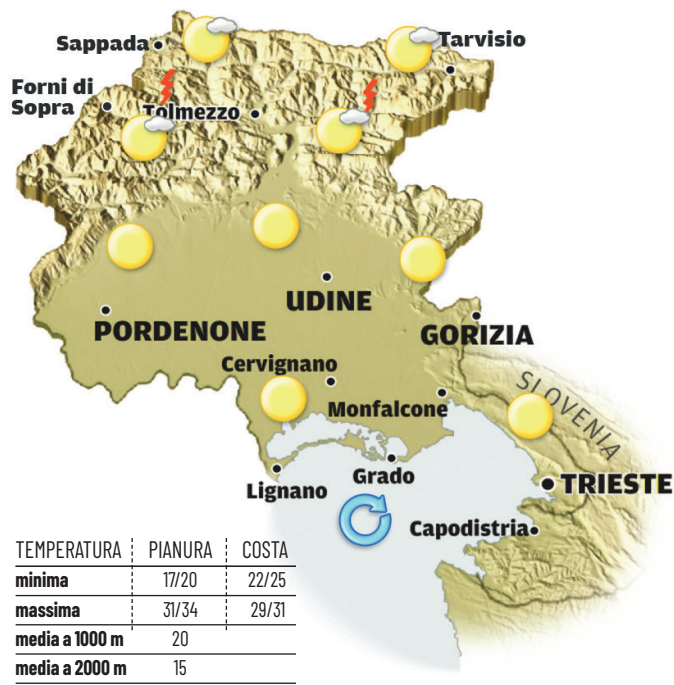 Sappada
Tarvisio
Forni di
Sopra
Tolmezzo
UDINE
PORDENONE
GORIZIA
Cervignano
SLOVENIA
Monfalcone
Grado
Lignano
TRIESTE
Capodistria
TEMPERATURA PIANURA COSTA
minima 17/20 22/25
massima 31/34 29/31
media a 1000 m 20
media a 2000 m 15